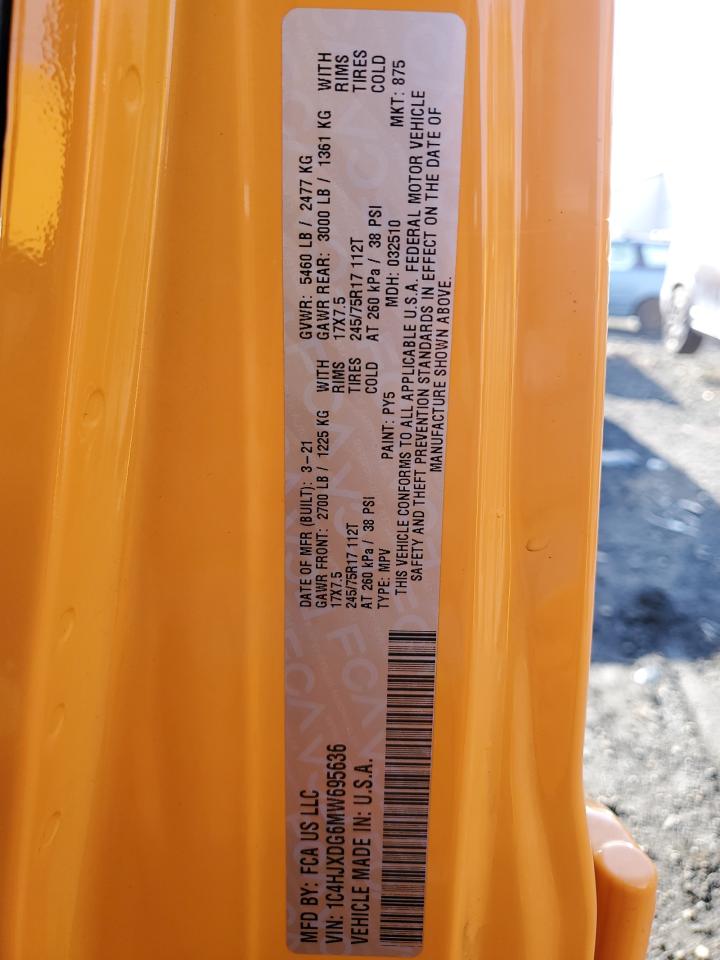 MFD BY: FCA US LLC
VIN: 1C4HJXDG6MW695636
VEHICLE MADE IN: U.S.A.
DATE OF MFR (BUILT): 3-21
GAWR FRONT: 2700 LB / 1225 KG WITH
17X7.5 RIMS
245/75R17 112T TIRES
AT 260 kPa / 38 PSI COLD
TYPE: MPV
GVWR: 5460 LB / 2477 KG
GAWR REAR: 3000 LB / 1361 KG WITH
17X7.5 RIMS
245/75R17 112T TIRES
AT 260 kPa / 38 PSI COLD
PAINT: PY5 MDH: 032510 MKT: 875
THIS VEHICLE CONFORMS TO ALL APPLICABLE U.S.A. FEDERAL MOTOR VEHICLE
SAFETY AND THEFT PREVENTION STANDARDS IN EFFECT ON THE DATE OF
MANUFACTURE SHOWN ABOVE.